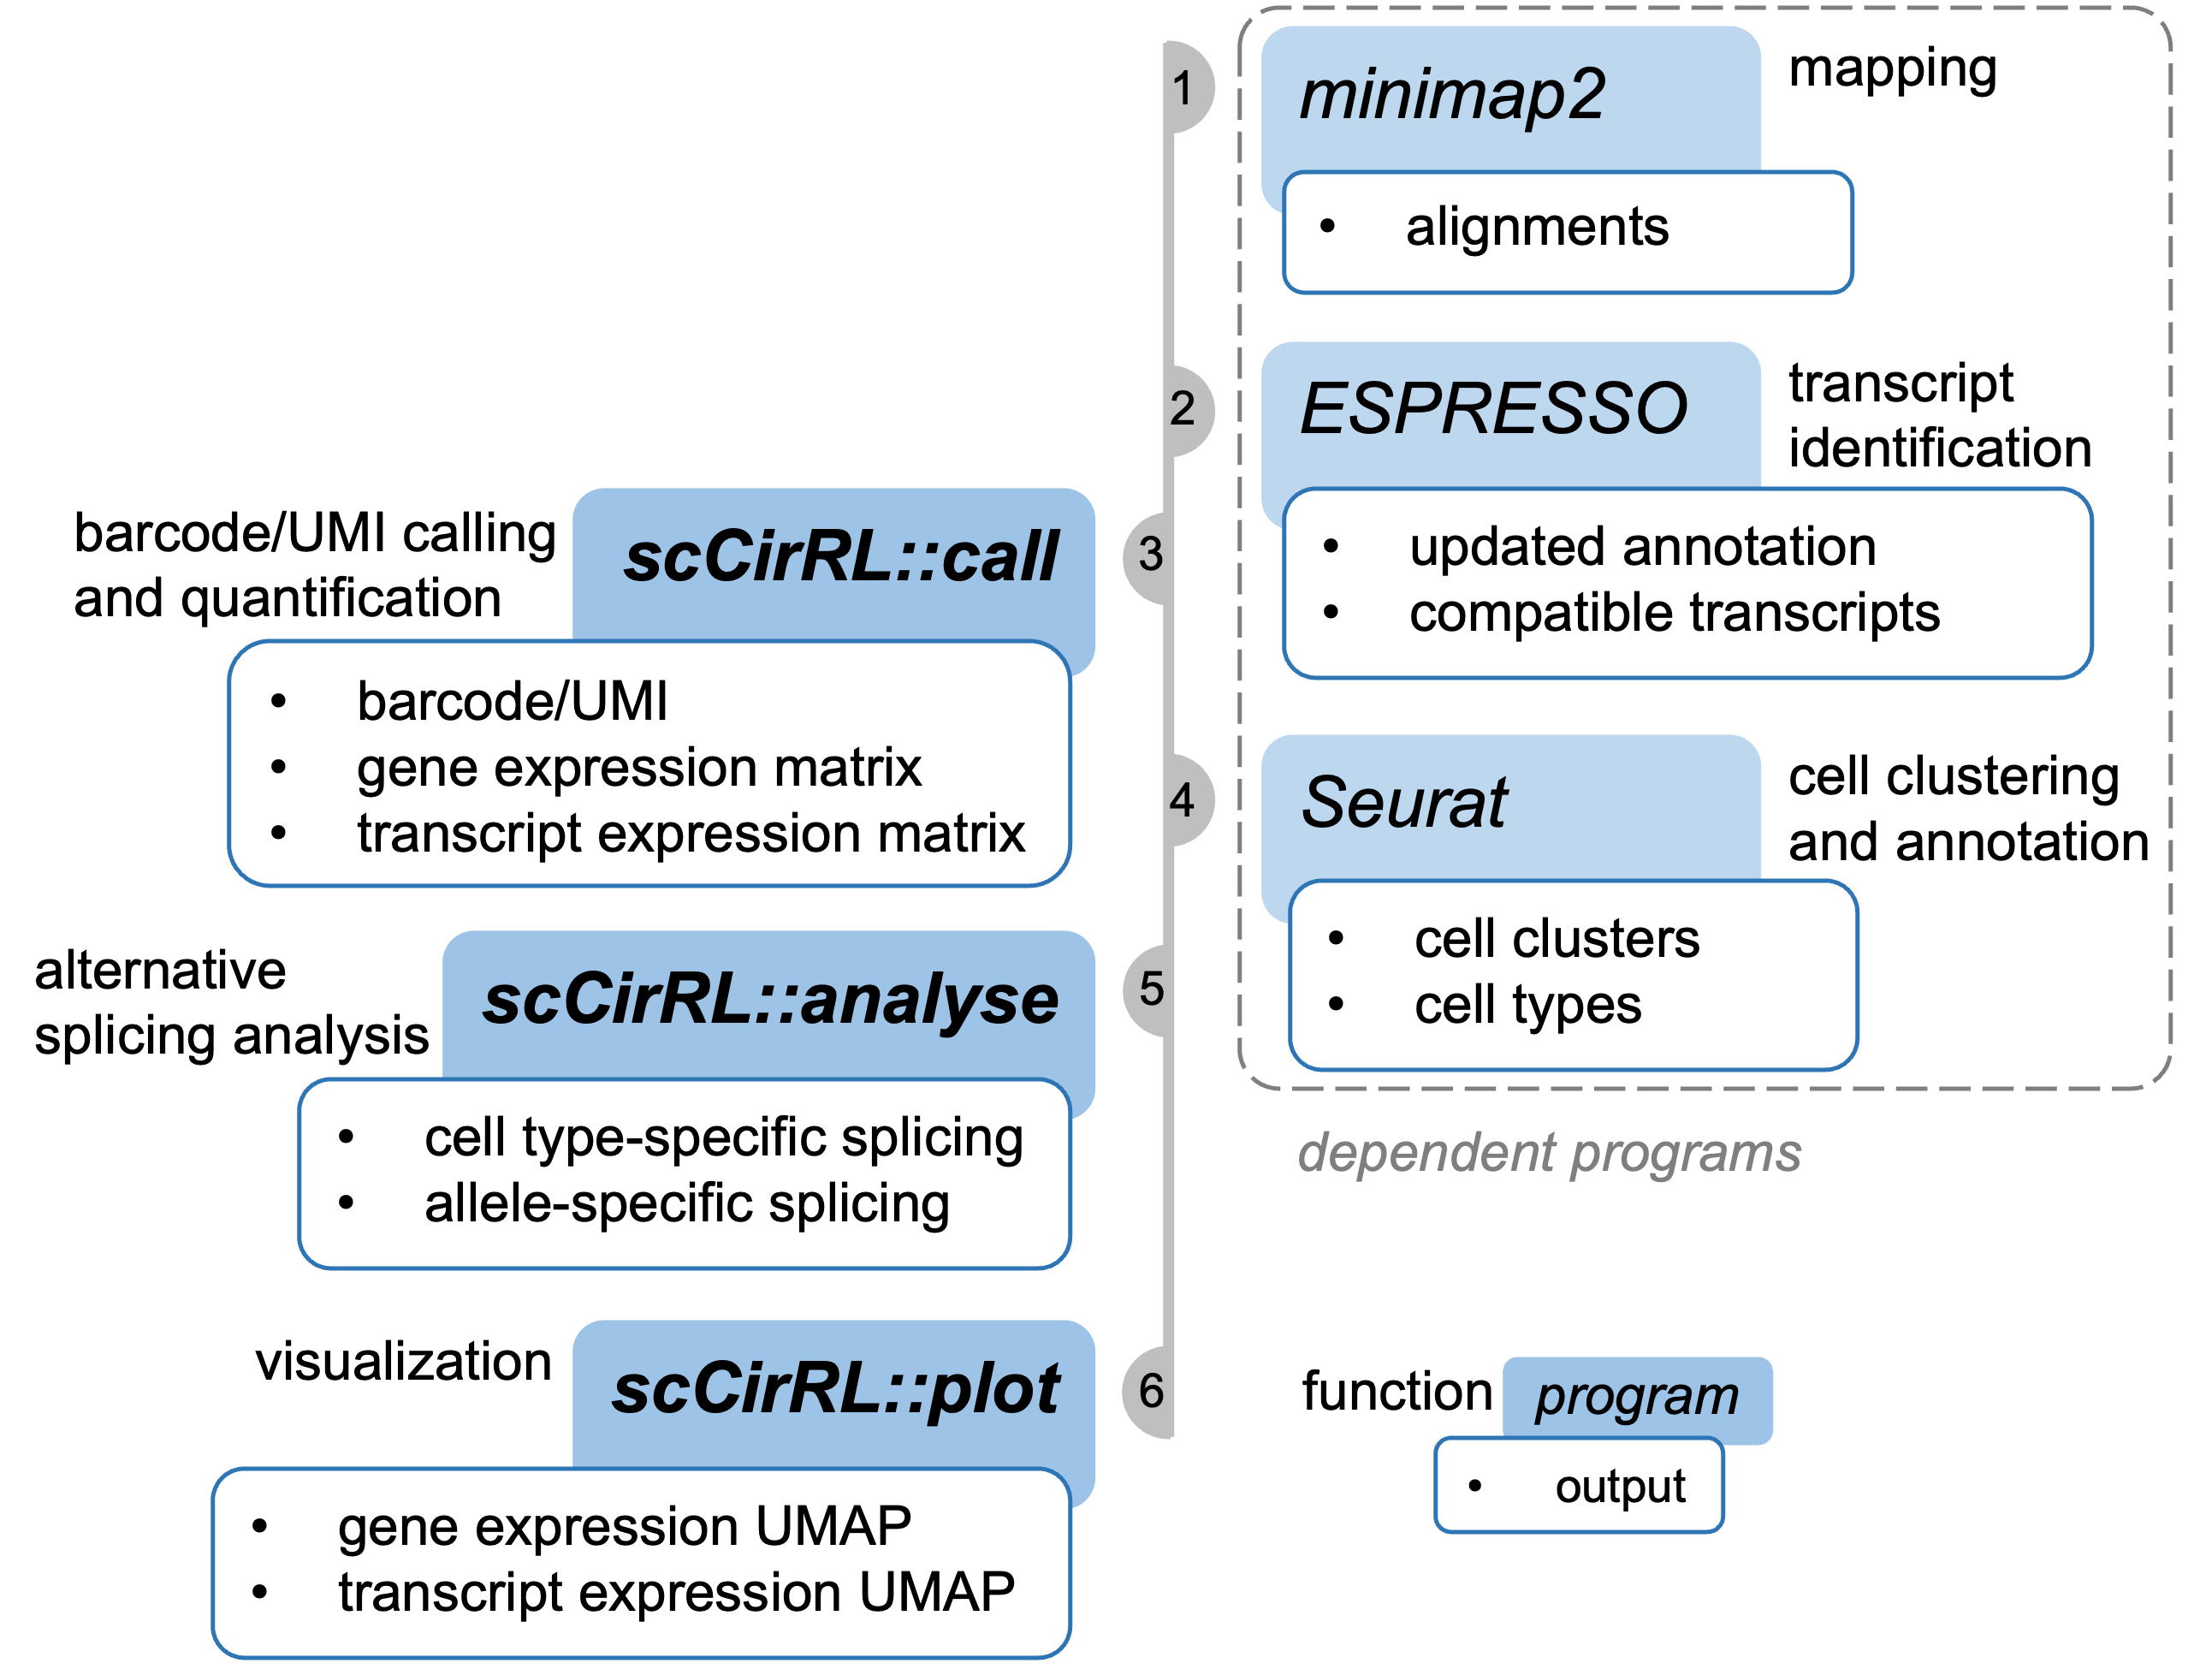 1
minimap2
mapping
• alignments
2
ESPRESSO
transcript
identification
• updated annotation
• compatible transcripts
3
barcode/UMI calling
and quantification
scCirRL::call
• barcode/UMI
• gene expression matrix
• transcript expression matrix
4
Seurat
cell clustering
and annotation
• cell clusters
• cell types
dependent programs
5
alternative
splicing analysis
scCirRL::analyse
• cell type-specific splicing
• allele-specific splicing
6
visualization
scCirRL::plot
• gene expression UMAP
• transcript expression UMAP
function
program
• output